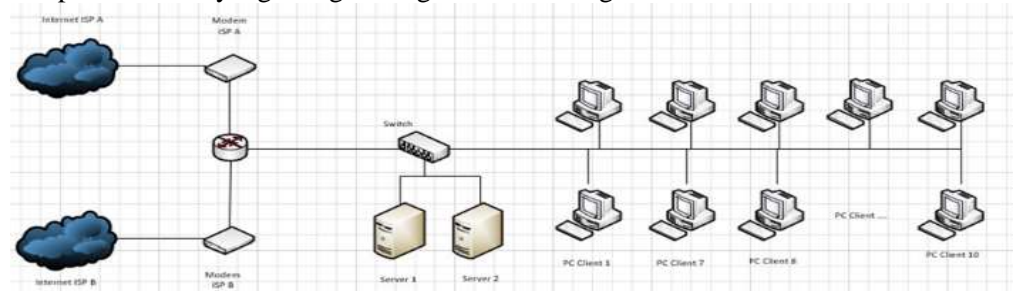 Internet ISP A
Modem
ISP A
Switch
PC Client ....
Internet ISP B
Modem
ISP B
Server 1
Server 2
PC Client 1
PC Client 7
PC Client 8
PC Client 10